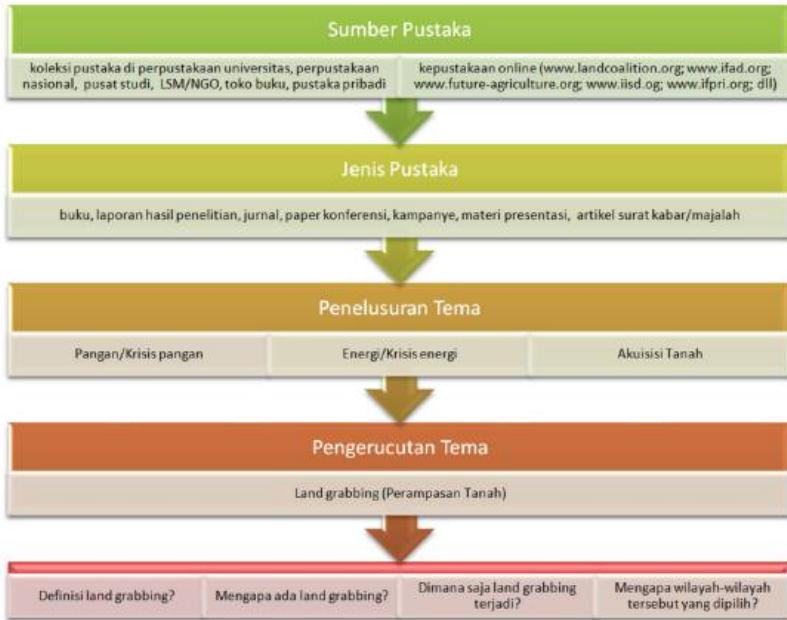 Sumber Pustaka
koleksi pustaka di perpustakaan universitas, perpustakaan
nasional, pusat studi, LSM/NGO, toko buku, pustaka pribadi
kepustakaan online (www.landcoalition.org; www.ifad.org;
www.future-agriculture.org; www.iisd.og; www.ifpri.org; dll)
Jenis Pustaka
buku, laporan hasil penelitian, jurnal, paper konferensi, kampanye, materi presentasi, artikel surat kabar/majalah
Penelusuran Tema
Pangan/Krisis pangan
Energi/Krisis energi
Akuisisi Tanah
Pengerucutan Tema
Land grabbing (Perampasan Tanah)
Definisi land grabbing?
Mengapa ada land grabbing?
Dimana saja land grabbing
terjadi?
Mengapa wilayah-wilayah
tersebut yang dipilih?